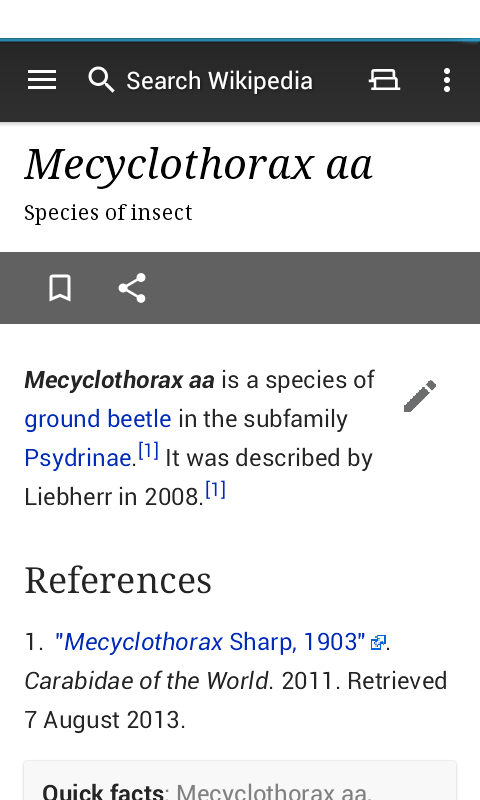 Search Wikipedia
Mecyclothorax aa
Species of insect
Mecyclothorax aa is a species of
ground beetle in the subfamily
Psydrinae.[1] It was described by
Liebherr in 2008.[1]
References
1. "Mecyclothorax Sharp, 1903".
Carabidae of the World. 2011. Retrieved
7 August 2013.
Quick facts: Mecyclothorax aa,